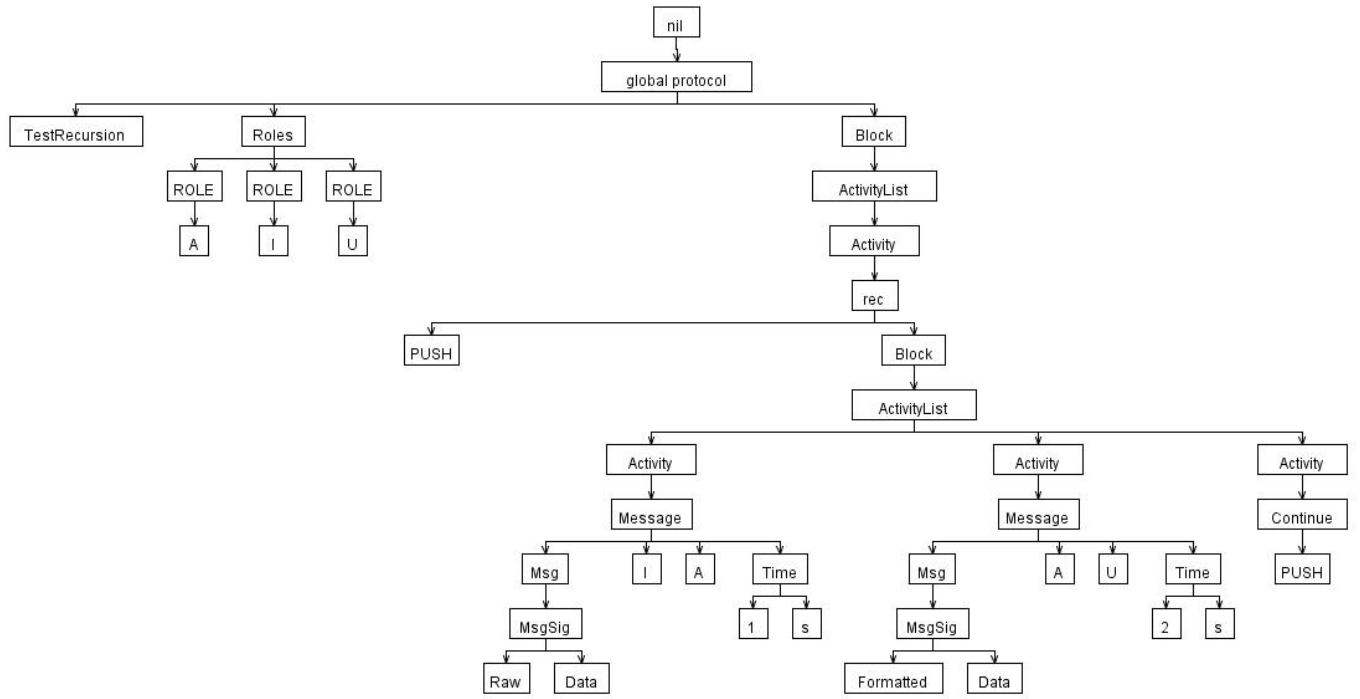 nil
global protocol
TestRecursion Roles Block
ROLE ROLE ROLE ActivityList
A I U Activity
rec
PUSH Block
ActivityList
Activity Activity Activity
Message Message Continue
Msg I A Time Msg A U Time PUSH
MsgSig 1 s MsgSig 2 s
Raw Data Formatted Data